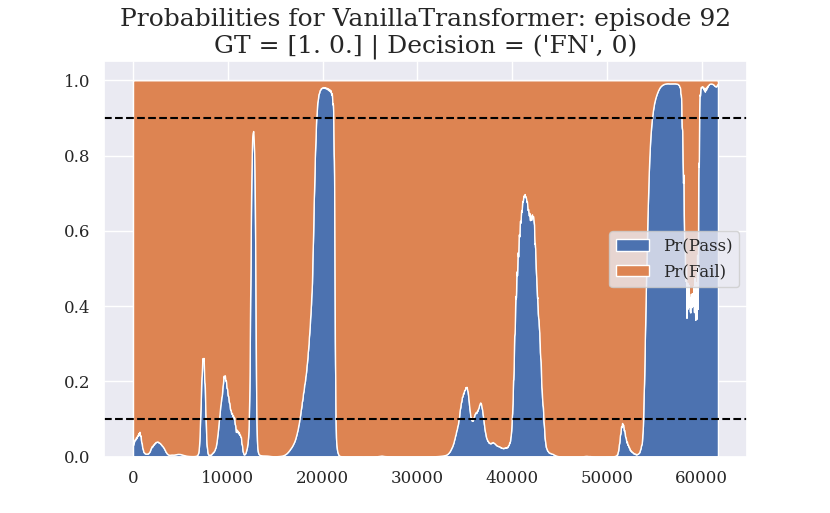 Probabilities for VanillaTransformer: episode 92
GT = [1. 0.] | Decision = ('FN', 0)
1.0
0.8
0.6
0.4
0.2
0.0
Pr(Pass)
Pr(Fail)
0 10000 20000 30000 40000 50000 60000